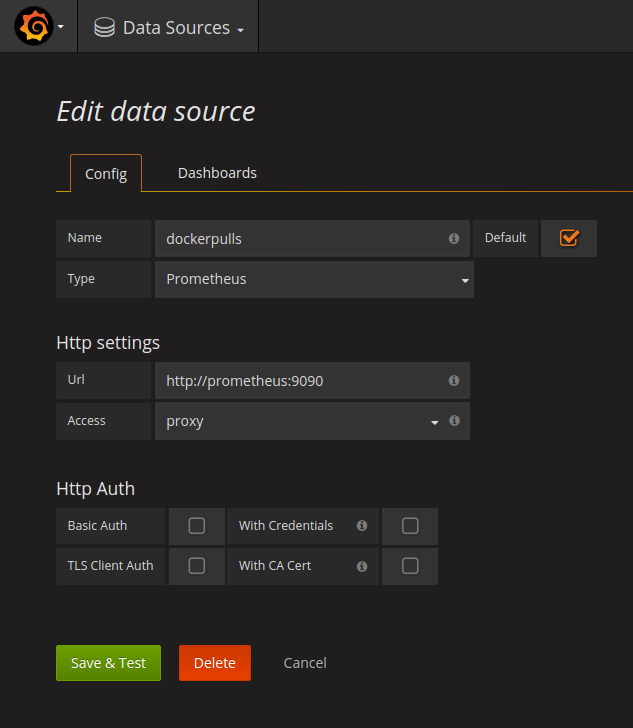 Data Sources
Edit data source
Config Dashboards
Name dockerpulls Default
Type Prometheus
Http settings
Url http://prometheus:9090
Access proxy
Http Auth
Basic Auth With Credentials
TLS Client Auth With CA Cert
Save & Test Delete Cancel